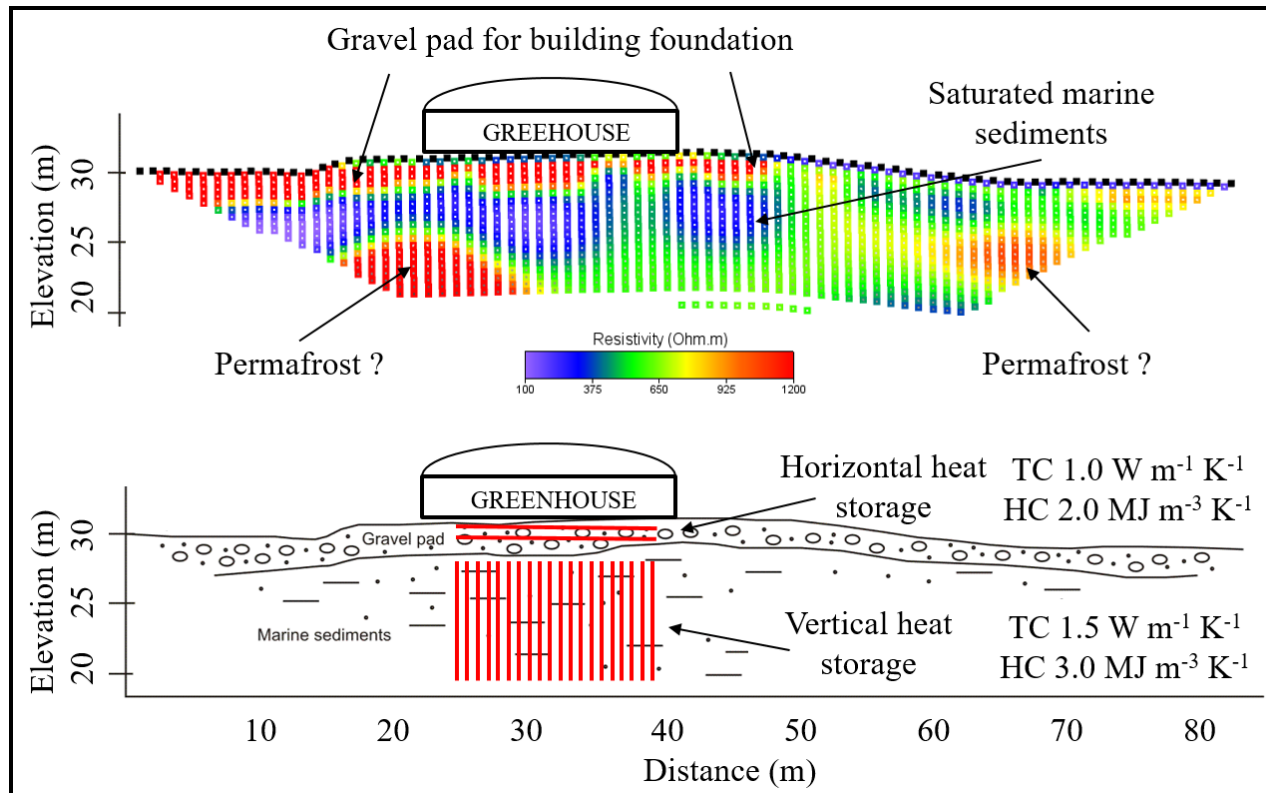 Gravel pad for building foundation
Saturated marine
sediments
GREEHOUSE
Elevation (m)
30
25
20
Permafrost ?
Permafrost ?
Resistivity (Ohm.m)
100 375 650 925 1200
Horizontal heat
storage
TC 1.0 W m-1 K-1
HC 2.0 MJ m-3 K-1
GREENHOUSE
Elevation (m)
30
25
20
Gravel pad
Marine sediments
Vertical heat
storage
TC 1.5 W m-1 K-1
HC 3.0 MJ m-3 K-1
10 20 30 40 50 60 70 80
Distance (m)